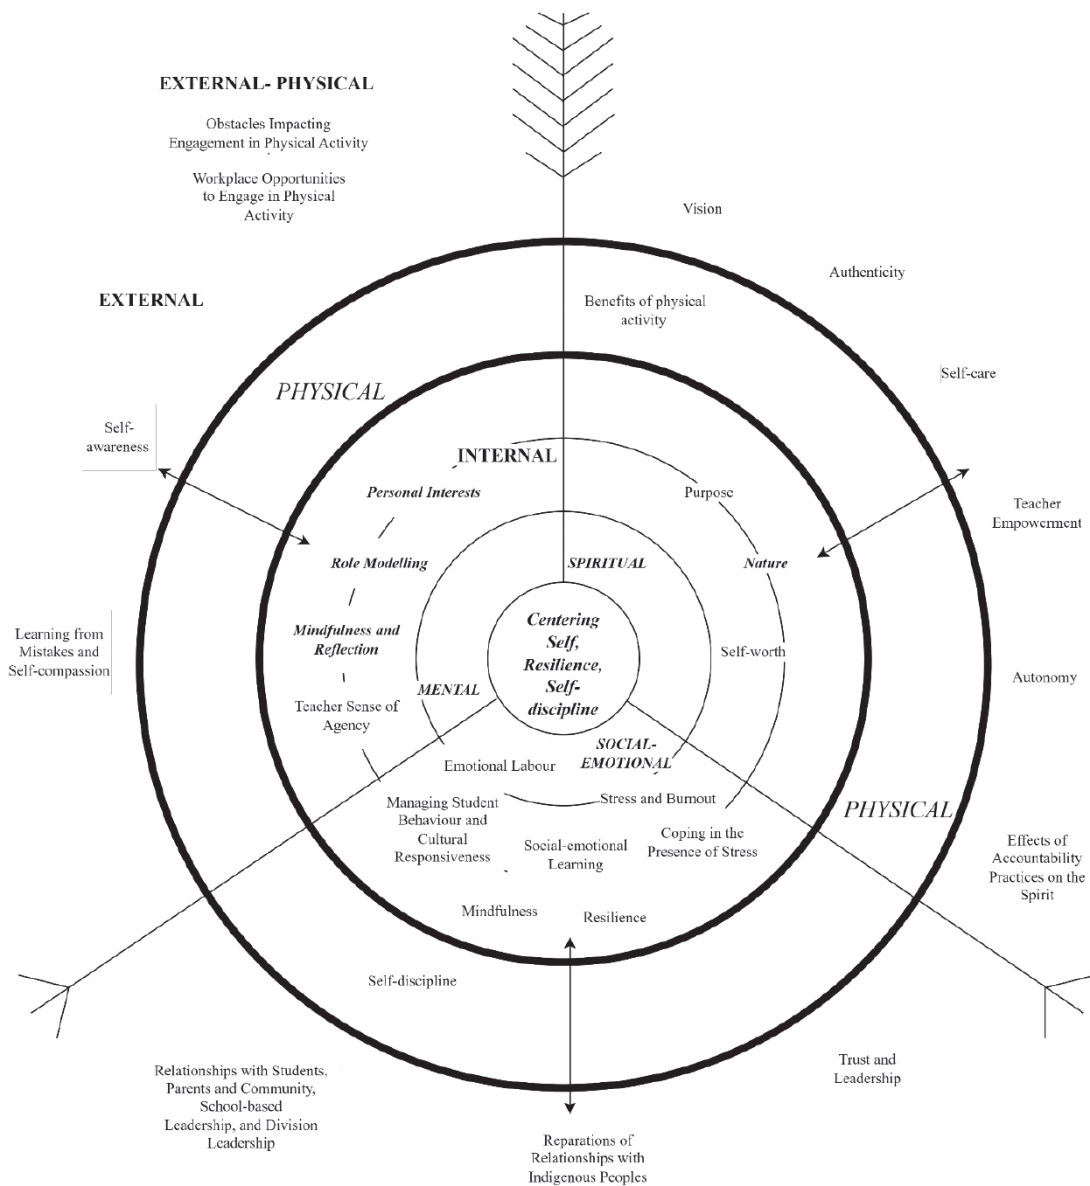 EXTERNAL- PHYSICAL
Obstacles Impacting
Engagement in Physical Activity
Workplace Opportunities
to Engage in Physical
Activity
Vision
Authenticity
EXTERNAL
Benefits of physical
activity
Self-care
PHYSICAL
Self-
awareness
INTERNAL
Personal Interests
Purpose
Teacher
Empowerment
Role Modelling
SPIRITUAL
Nature
Learning from
Mistakes and
Self-compassion
Mindfulness and
Reflection
Centering
Self,
Resilience,
Self-
discipline
Self-worth
Autonomy
MENTAL
Teacher Sense of
Agency
SOCIAL-
EMOTIONAL
Emotional Labour
Stress and Burnout
PHYSICAL
Managing Student
Behaviour and
Cultural
Responsiveness
Social-emotional
Learning
Coping in the
Presence of Stress
Effects of
Accountability
Practices on the
Spirit
Mindfulness
Resilience
Self-discipline
Trust and
Leadership
Relationships with Students,
Parents and Community,
School-based
Leadership, and Division
Leadership
Reparations of
Relationships with
Indigenous Peoples